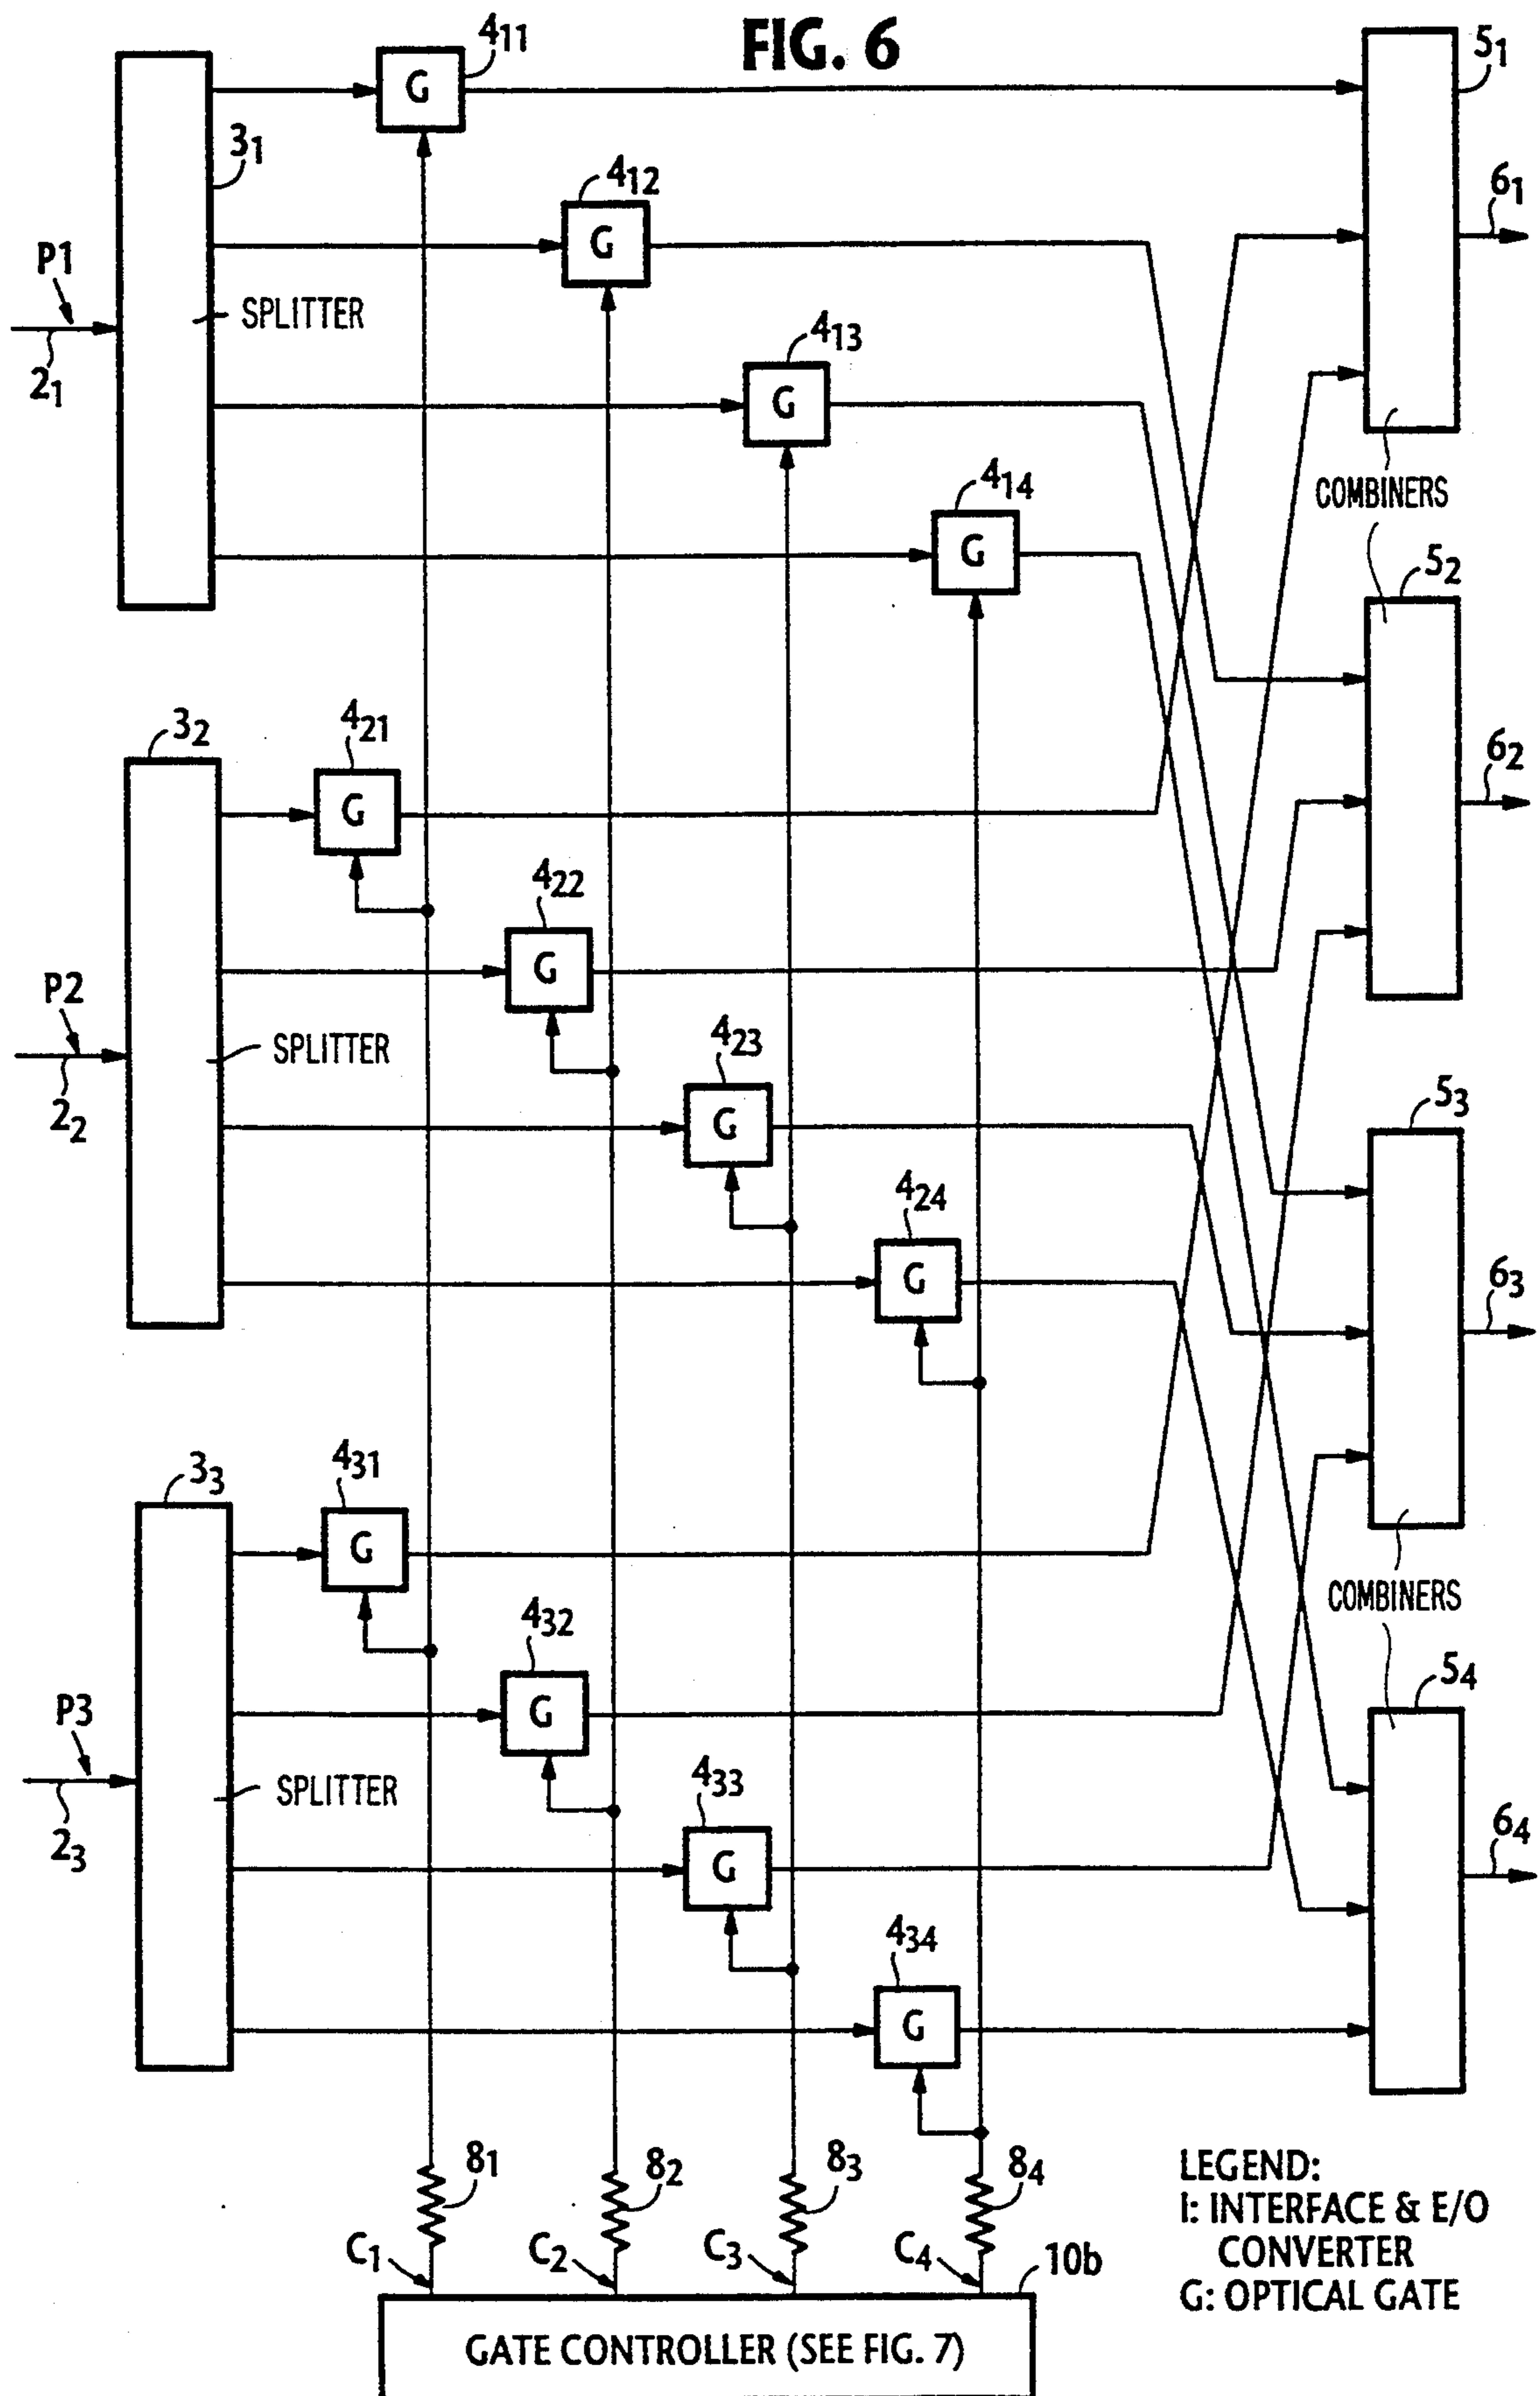 FIG. 6
4₁₁
5₁
G
3₁
4₁₂
6₁
G
P1
SPLITTER
4₁₃
2₁
G
4₁₄
COMBINERS
G
5₂
3₂
4₂₁
6₂
G
4₂₂
G
P2
SPLITTER
4₂₃
5₃
2₂
G
4₂₄
6₃
G
3₃
4₃₁
G
COMBINERS
4₃₂
5₄
P3
G
SPLITTER
4₃₃
2₃
6₄
G
4₃₄
G
8₁
8₂
8₃
8₄
LEGEND:
I: INTERFACE & E/O
CONVERTER
G: OPTICAL GATE
C₁
C₂
C₃
C₄
10b
GATE CONTROLLER (SEE FIG. 7)